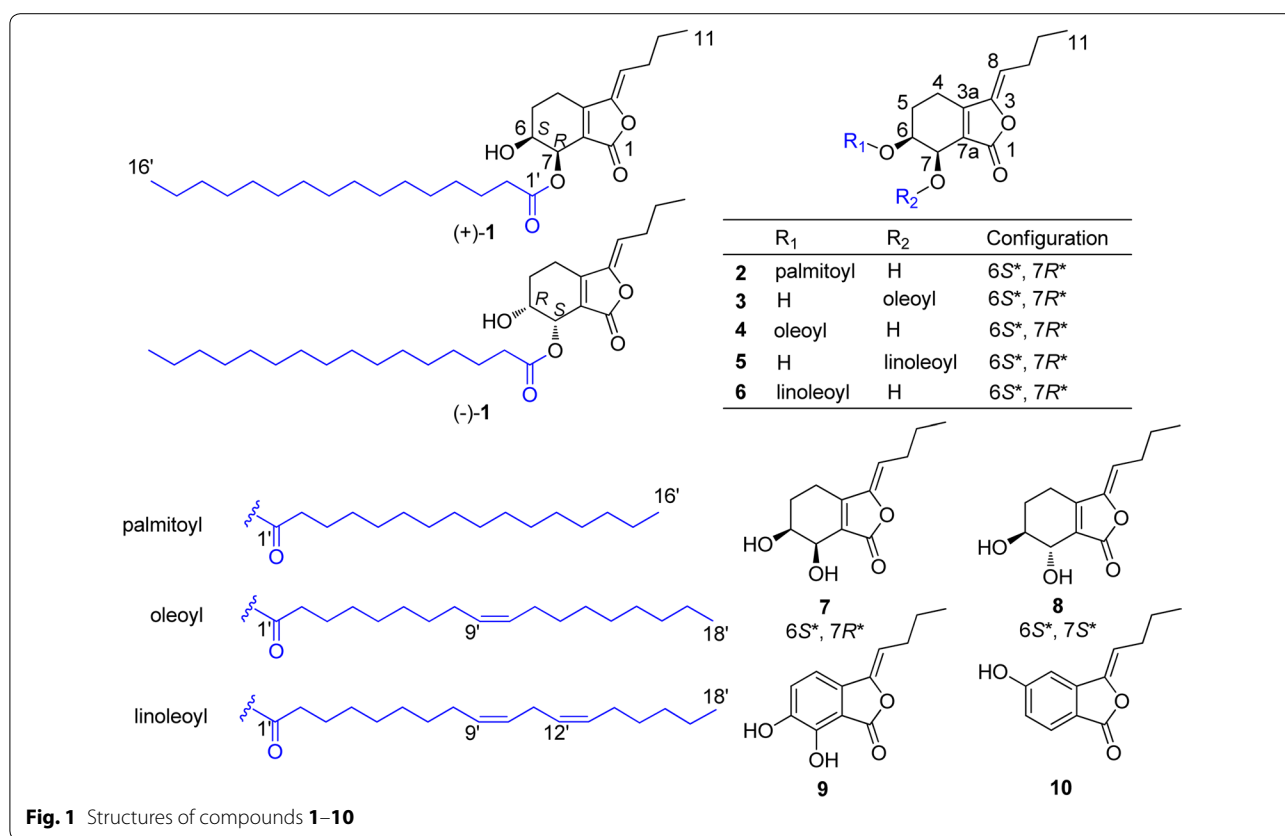 11
6
S
R
HO
7
O
O
1
O
16'
1'
O
O
(+)-1
R
S
HO
O
O
O
O
(-)-1
11
8
4
3a
5
3
6
O
R1
O
7
7a
1
O
O
R2
R1 R2 Configuration
2 palmitoyl H 6S*, 7R*
3 H oleoyl 6S*, 7R*
4 oleoyl H 6S*, 7R*
5 H linoleoyl 6S*, 7R*
6 linoleoyl H 6S*, 7R*
palmitoyl
1'
O
16'
oleoyl
1'
O
9'
18'
linoleoyl
1'
O
9'
12'
18'
O
HO
OH
O
7
6S*, 7R*
O
HO
OH
O
8
6S*, 7S*
O
HO
OH
O
9
HO
O
O
10
Fig. 1 Structures of compounds 1–10